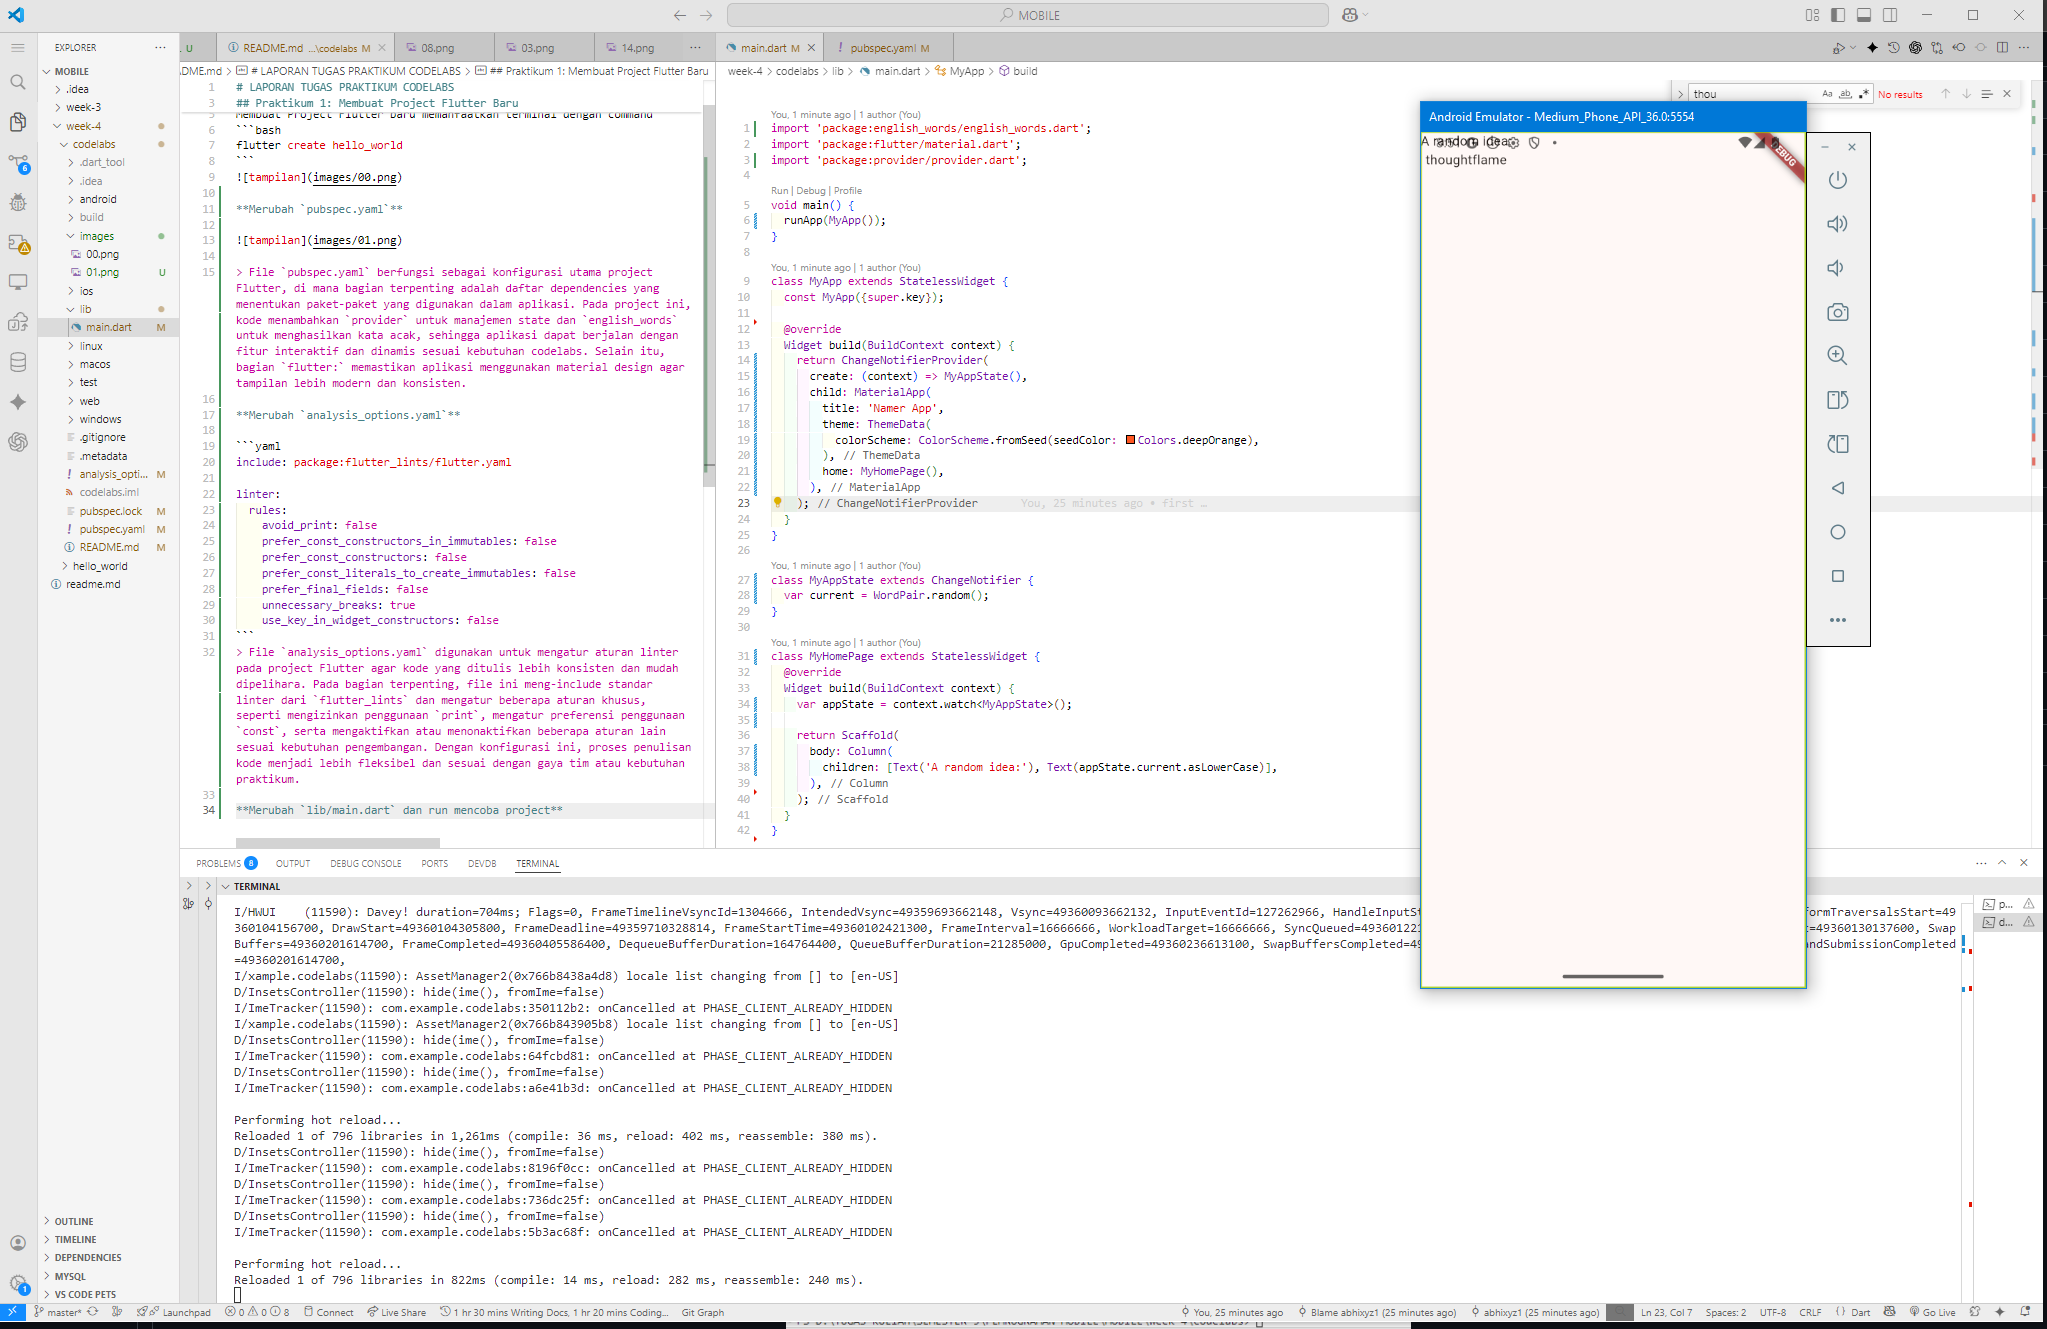 MOBILE
EXPLORER
MOBILE
.idea
week-3
week-4
codelabs
.dart_tool
.idea
android
build
images
00.png
01.png U
ios
lib
main.dart M
linux
macos
test
web
windows
.gitignore
.metadata
analysis_opti... M
codelabs.iml
pubspec.lock M
pubspec.yaml M
README.md M
hello_world
readme.md
OUTLINE
TIMELINE
DEPENDENCIES
MYSQL
VS CODE PETS
U README.md ...\codelabs M 08.png 03.png 14.png
DME.md > # LAPORAN TUGAS PRAKTIKUM CODELABS > ## Praktikum 1: Membuat Project Flutter Baru
1 # LAPORAN TUGAS PRAKTIKUM CODELABS
3 ## Praktikum 1: Membuat Project Flutter Baru
5 Membuat Project Flutter baru memanfaatkan terminal dengan command
6 ```bash
7 flutter create hello_world
8 ```
9 ![tampilan](images/00.png)
10
11 **Merubah `pubspec.yaml`**
12
13 ![tampilan](images/01.png)
14
15 > File `pubspec.yaml` berfungsi sebagai konfigurasi utama project
Flutter, di mana bagian terpenting adalah daftar dependencies yang
menentukan paket-paket yang digunakan dalam aplikasi. Pada project ini,
kode menambahkan `provider` untuk manajemen state dan `english_words`
untuk menghasilkan kata acak, sehingga aplikasi dapat berjalan dengan
fitur interaktif dan dinamis sesuai kebutuhan codelabs. Selain itu,
bagian `flutter:` memastikan aplikasi menggunakan material design agar
tampilan lebih modern dan konsisten.
16
17 **Merubah `analysis_options.yaml`**
18
19 ```yaml
20 include: package:flutter_lints/flutter.yaml
21
22 linter:
23 rules:
24 avoid_print: false
25 prefer_const_constructors_in_immutables: false
26 prefer_const_constructors: false
27 prefer_const_literals_to_create_immutables: false
28 prefer_final_fields: false
29 unnecessary_breaks: true
30 use_key_in_widget_constructors: false
31 ```
32 > File `analysis_options.yaml` digunakan untuk mengatur aturan linter
pada project Flutter agar kode yang ditulis lebih konsisten dan mudah
dipelihara. Pada bagian terpenting, file ini meng-include standar
linter dari `flutter_lints` dan mengatur beberapa aturan khusus,
seperti mengizinkan penggunaan `print`, mengatur preferensi penggunaan
`const`, serta mengaktifkan atau menonaktifkan beberapa aturan lain
sesuai kebutuhan pengembangan. Dengan konfigurasi ini, proses penulisan
kode menjadi lebih fleksibel dan sesuai dengan gaya tim atau kebutuhan
praktikum.
33
34 **Merubah `lib/main.dart` dan run mencoba project**
main.dart M pubspec.yaml M
week-4 > codelabs > lib > main.dart > MyApp > build
thou Aa ab .* No results
You, 1 minute ago | 1 author (You)
1 import 'package:english_words/english_words.dart';
2 import 'package:flutter/material.dart';
3 import 'package:provider/provider.dart';
4
Run | Debug | Profile
5 void main() {
6 runApp(MyApp());
7 }
8
You, 1 minute ago | 1 author (You)
9 class MyApp extends StatelessWidget {
10 const MyApp({super.key});
11
12 @override
13 Widget build(BuildContext context) {
14 return ChangeNotifierProvider(
15 create: (context) => MyAppState(),
16 child: MaterialApp(
17 title: 'Namer App',
18 theme: ThemeData(
19 colorScheme: ColorScheme.fromSeed(seedColor: Colors.deepOrange),
20 ), // ThemeData
21 home: MyHomePage(),
22 ), // MaterialApp
23 ); // ChangeNotifierProvider You, 25 minutes ago • first …
24 }
25 }
26
You, 1 minute ago | 1 author (You)
27 class MyAppState extends ChangeNotifier {
28 var current = WordPair.random();
29 }
30
You, 1 minute ago | 1 author (You)
31 class MyHomePage extends StatelessWidget {
32 @override
33 Widget build(BuildContext context) {
34 var appState = context.watch<MyAppState>();
35
36 return Scaffold(
37 body: Column(
38 children: [Text('A random idea:'), Text(appState.current.asLowerCase)],
39 ), // Column
40 ); // Scaffold
41 }
42 }
Android Emulator - Medium_Phone_API_36.0:5554
A random idea:
thoughtflame
PROBLEMS 8 OUTPUT DEBUG CONSOLE PORTS DEVDB TERMINAL
TERMINAL
I/HWUI (11590): Davey! duration=704ms; Flags=0, FrameTimelineVsyncId=1304666, IntendedVsync=49359693662148, Vsync=49360093662132, InputEventId=127262966, HandleInputSt formTraversalsStart=49
360104156700, DrawStart=49360104305800, FrameDeadline=49359710328814, FrameStartTime=49360102421300, FrameInterval=16666666, WorkloadTarget=16666666, SyncQueued=493601221 =49360130137600, Swap
Buffers=49360201614700, FrameCompleted=49360405586400, DequeueBufferDuration=164764400, QueueBufferDuration=21285000, GpuCompleted=49360236613100, SwapBuffersCompleted=49 ndSubmissionCompleted
=49360201614700,
I/xample.codelabs(11590): AssetManager2(0x766b8438a4d8) locale list changing from [] to [en-US]
D/InsetsController(11590): hide(ime(), fromIme=false)
I/ImeTracker(11590): com.example.codelabs:350112b2: onCancelled at PHASE_CLIENT_ALREADY_HIDDEN
I/xample.codelabs(11590): AssetManager2(0x766b843905b8) locale list changing from [] to [en-US]
D/InsetsController(11590): hide(ime(), fromIme=false)
I/ImeTracker(11590): com.example.codelabs:64fcbd81: onCancelled at PHASE_CLIENT_ALREADY_HIDDEN
D/InsetsController(11590): hide(ime(), fromIme=false)
I/ImeTracker(11590): com.example.codelabs:a6e41b3d: onCancelled at PHASE_CLIENT_ALREADY_HIDDEN
Performing hot reload...
Reloaded 1 of 796 libraries in 1,261ms (compile: 36 ms, reload: 402 ms, reassemble: 380 ms).
D/InsetsController(11590): hide(ime(), fromIme=false)
I/ImeTracker(11590): com.example.codelabs:8196f0cc: onCancelled at PHASE_CLIENT_ALREADY_HIDDEN
D/InsetsController(11590): hide(ime(), fromIme=false)
I/ImeTracker(11590): com.example.codelabs:736dc25f: onCancelled at PHASE_CLIENT_ALREADY_HIDDEN
D/InsetsController(11590): hide(ime(), fromIme=false)
I/ImeTracker(11590): com.example.codelabs:5b3ac68f: onCancelled at PHASE_CLIENT_ALREADY_HIDDEN
Performing hot reload...
Reloaded 1 of 796 libraries in 822ms (compile: 14 ms, reload: 282 ms, reassemble: 240 ms).
p...
d...
master* Launchpad 0 0 8 Connect Live Share 1 hr 30 mins Writing Docs, 1 hr 20 mins Coding... Git Graph You, 25 minutes ago Blame abhixyz1 (25 minutes ago) abhixyz1 (25 minutes ago) Ln 23, Col 7 Spaces: 2 UTF-8 CRLF {} Dart Go Live